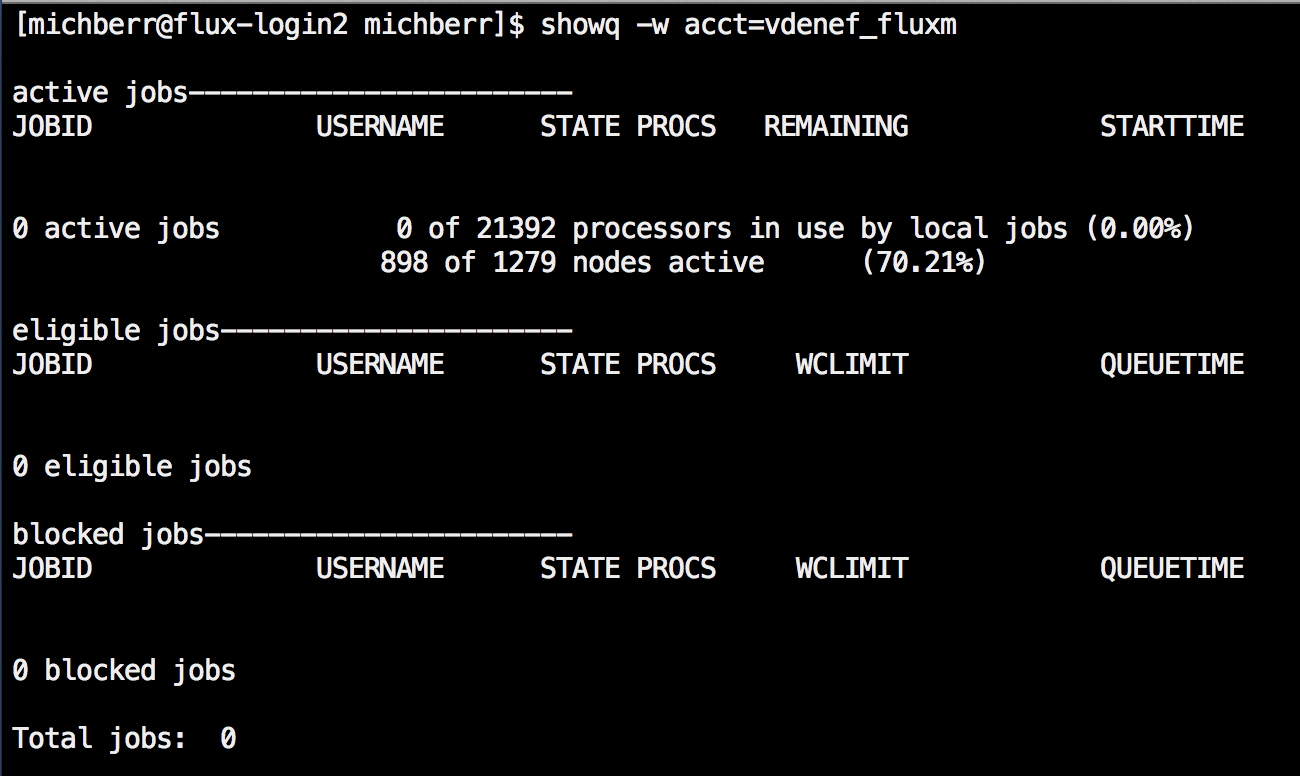 [michberr@flux-login2 michberr]$ showq -w acct=vdenef_fluxm
active jobs------------------------
JOBID              USERNAME      STATE PROCS   REMAINING            STARTTIME
0 active jobs           0 of 21392 processors in use by local jobs (0.00%)
                       898 of 1279 nodes active      (70.21%)
eligible jobs----------------------
JOBID              USERNAME      STATE PROCS     WCLIMIT            QUEUETIME
0 eligible jobs
blocked jobs-----------------------
JOBID              USERNAME      STATE PROCS     WCLIMIT            QUEUETIME
0 blocked jobs
Total jobs:  0